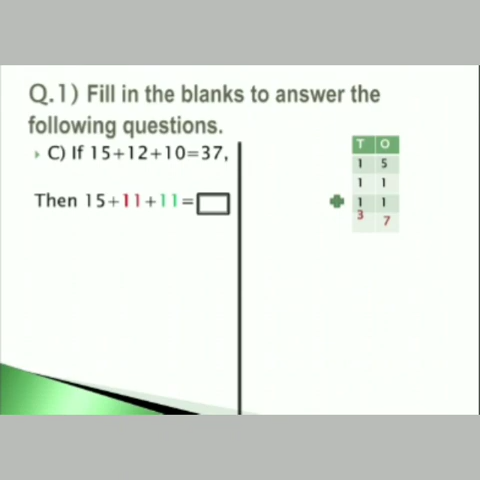 Q.1) Fill in the blanks to answer the
following questions.
C) If 15+12+10=37,
Then 15+11+11=
T O
1 5
1 1
+ 1 1
3 7